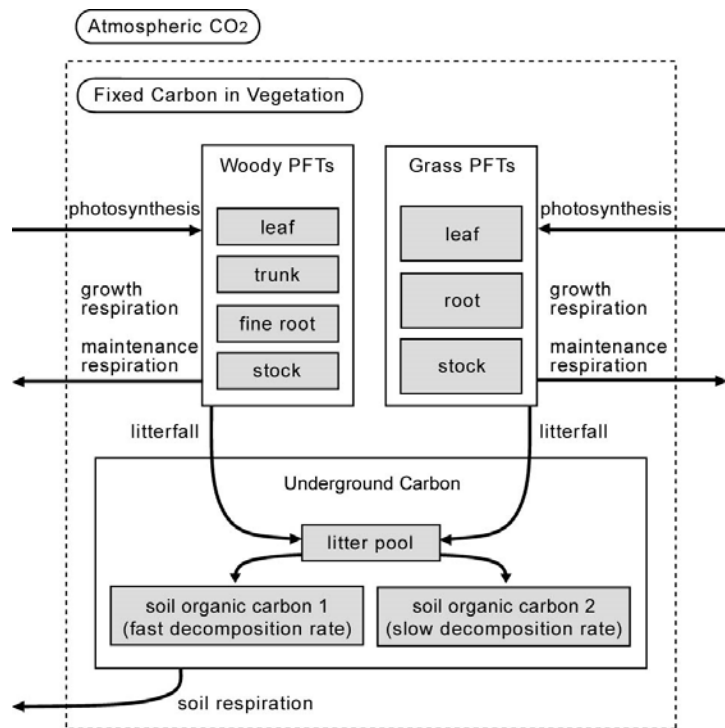 Atmospheric CO2
Fixed Carbon in Vegetation
Woody PFTs
leaf
trunk
fine root
stock
Grass PFTs
leaf
root
stock
photosynthesis
growth
respiration
maintenance
respiration
photosynthesis
growth
respiration
maintenance
respiration
litterfall
litterfall
Underground Carbon
litter pool
soil organic carbon 1
(fast decomposition rate)
soil organic carbon 2
(slow decomposition rate)
soil respiration